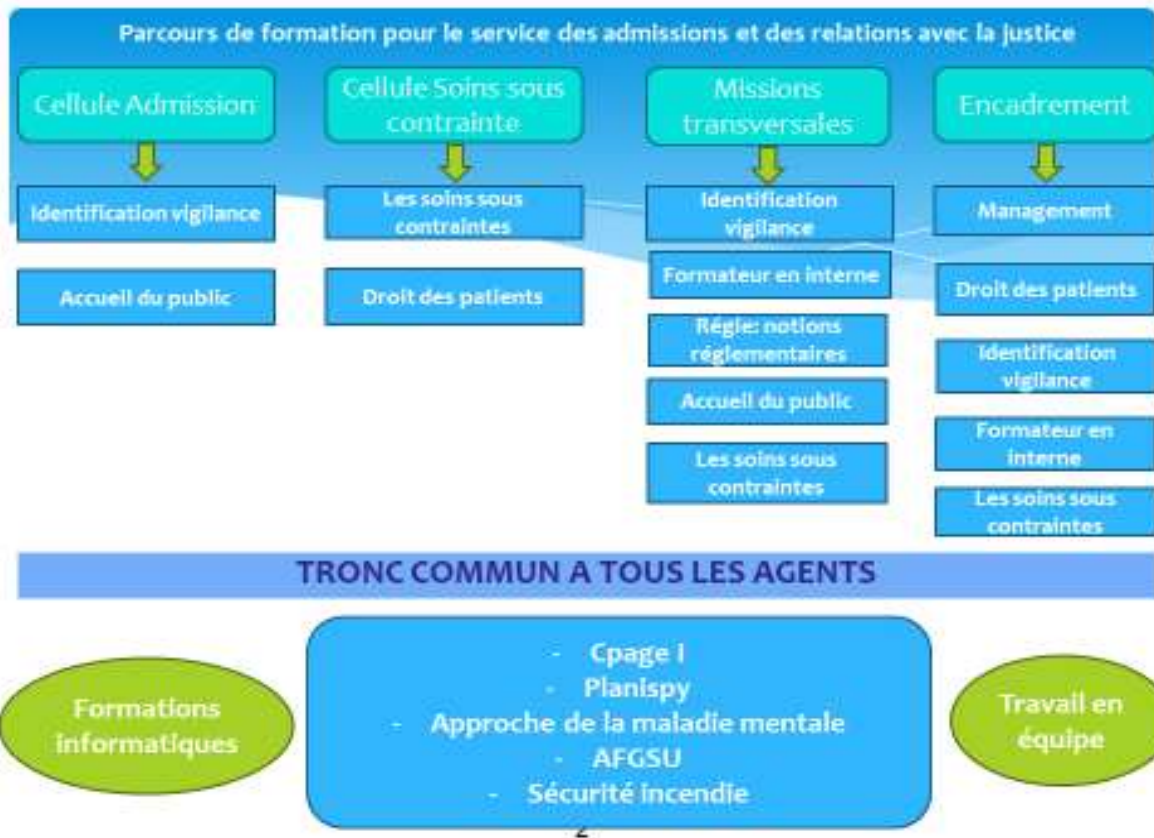 Parcours de formation pour le service des admissions et des relations avec la justice
Cellule Admission
Identification vigilance
Accueil du public
Cellule Soins sous
contrainte
Les soins sous
contraintes
Droit des patients
Missions
transversales
Identification
vigilance
Formateur en interne
Régie: notions
réglementaires
Accueil du public
Les soins sous
contraintes
Encadrement
Management
Droit des patients
Identification
vigilance
Formateur en
interne
Les soins sous
contraintes
TRONC COMMUN A TOUS LES AGENTS
Formations
informatiques
- Cpage I
- Planispy
- Approche de la maladie mentale
- AFGSU
- Sécurité incendie
Travail en
équipe
2